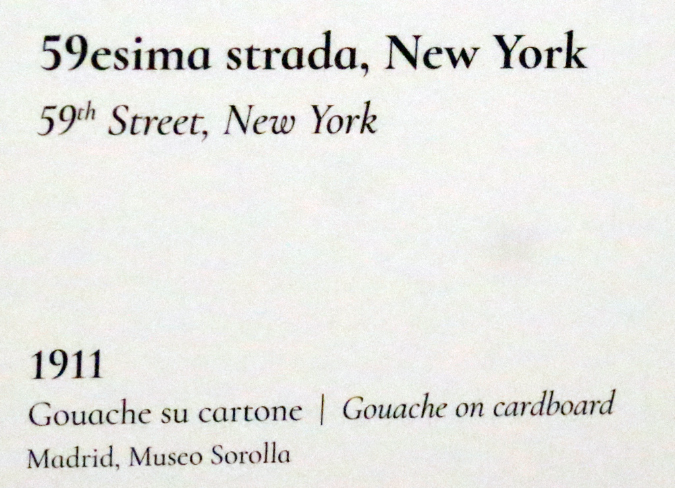 59esima strada, New York
59th Street, New York
1911
Gouache su cartone | Gouache on cardboard
Madrid, Museo Sorolla